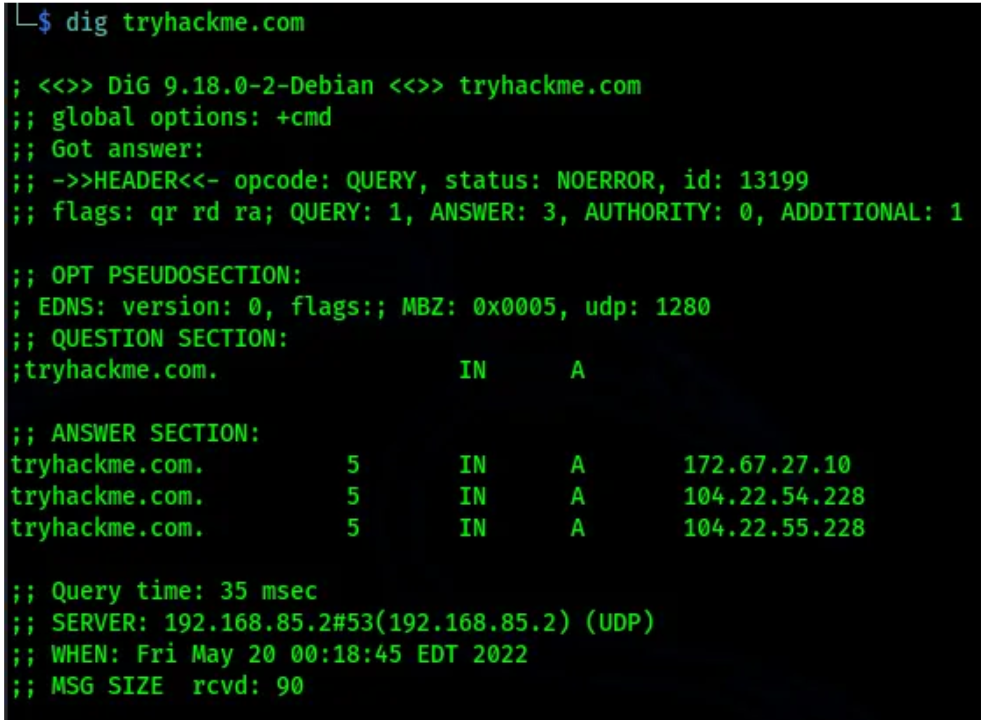 └─$ dig tryhackme.com
; <<>> DiG 9.18.0-2-Debian <<>> tryhackme.com
;; global options: +cmd
;; Got answer:
;; ->>HEADER<<- opcode: QUERY, status: NOERROR, id: 13199
;; flags: qr rd ra; QUERY: 1, ANSWER: 3, AUTHORITY: 0, ADDITIONAL: 1
;; OPT PSEUDOSECTION:
; EDNS: version: 0, flags:; MBZ: 0x0005, udp: 1280
;; QUESTION SECTION:
;tryhackme.com. IN A
;; ANSWER SECTION:
tryhackme.com. 5 IN A 172.67.27.10
tryhackme.com. 5 IN A 104.22.54.228
tryhackme.com. 5 IN A 104.22.55.228
;; Query time: 35 msec
;; SERVER: 192.168.85.2#53(192.168.85.2) (UDP)
;; WHEN: Fri May 20 00:18:45 EDT 2022
;; MSG SIZE rcvd: 90